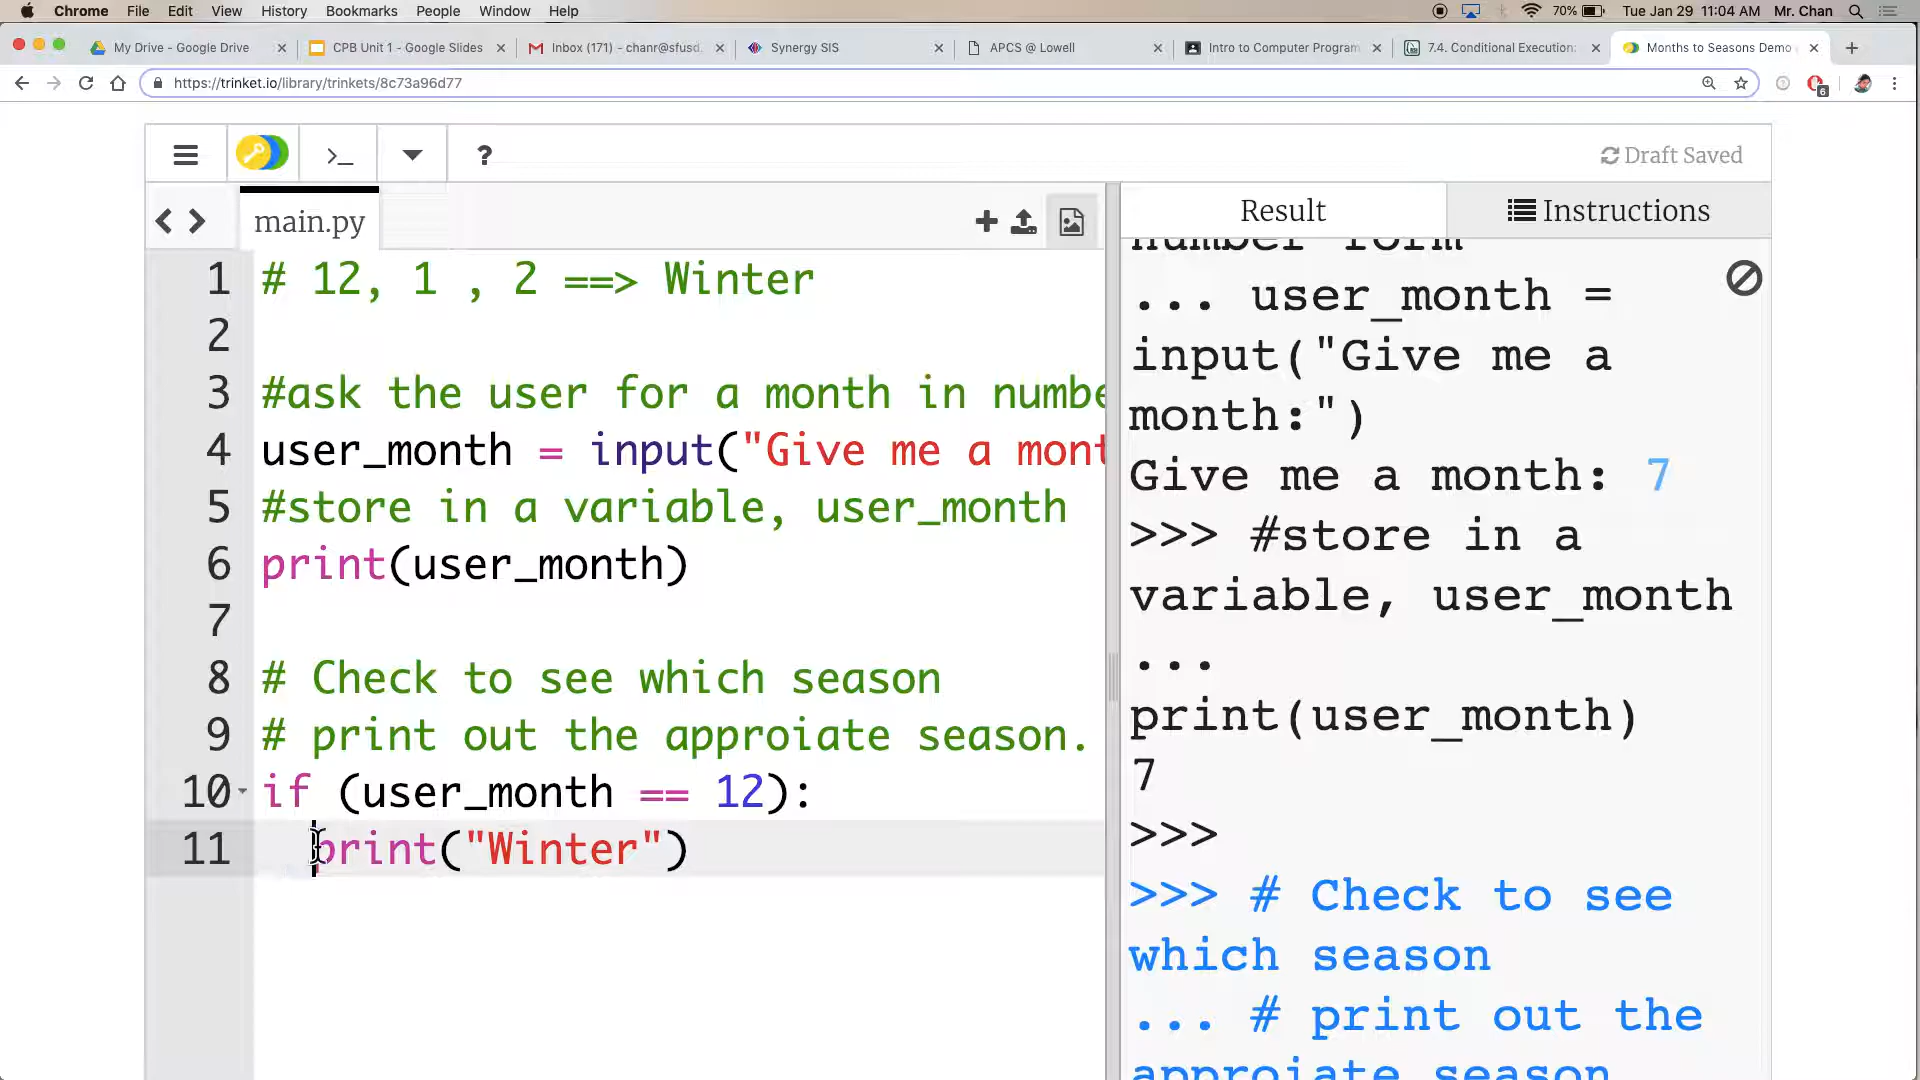 Chrome File Edit View History Bookmarks People Window Help 70% Tue Jan 29 11:04 AM Mr. Chan
My Drive - Google Drive CPB Unit 1 - Google Slides Inbox (171) - chanr@sfusd. Synergy SIS APCS @ Lowell Intro to Computer Program 7.4. Conditional Execution: Months to Seasons Demo
https://trinket.io/library/trinkets/8c73a96d77 6
>_ ? Draft Saved
main.py
1 # 12, 1 , 2 ==> Winter
2
3 #ask the user for a month in numbe
4 user_month = input("Give me a mont
5 #store in a variable, user_month
6 print(user_month)
7
8 # Check to see which season
9 # print out the approiate season.
10 if (user_month == 12):
11 print("Winter")
Result Instructions
number form
... user_month =
input("Give me a
month:")
Give me a month: 7
>>> #store in a
variable, user_month
...
print(user_month)
7
>>>
>>> # Check to see
which season
... # print out the
approiate season